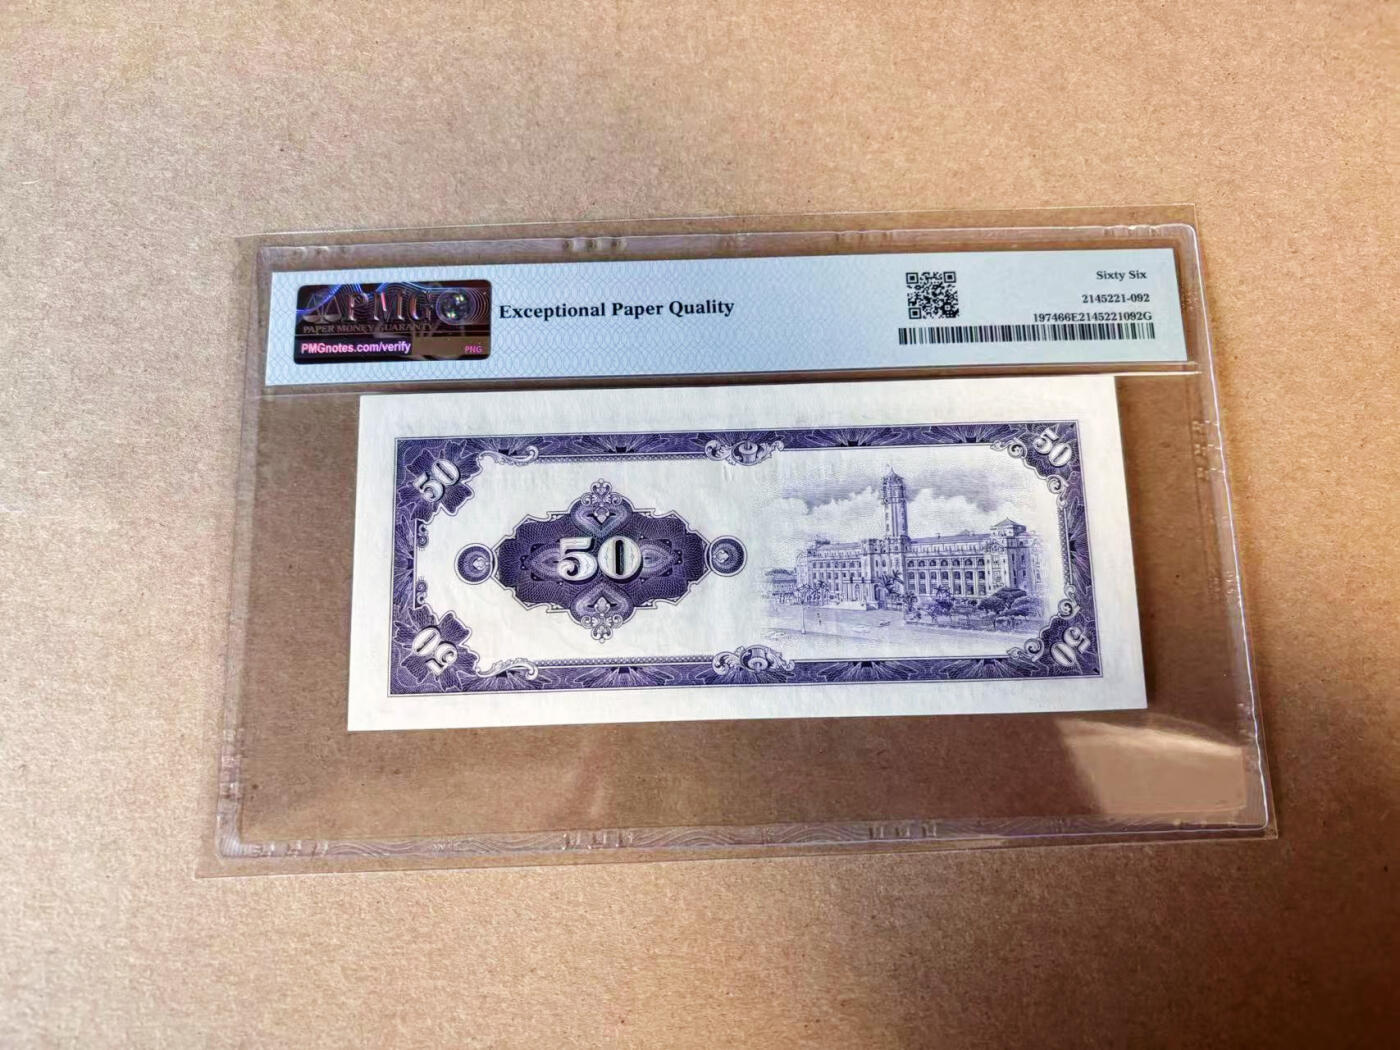 PMG
PAPER MONEY GUARANTY
PMGnotes.com/verify
PNG
Exceptional Paper Quality
Sixty Six
2145221-092
197466E2145221092G
50
50
50
50
50